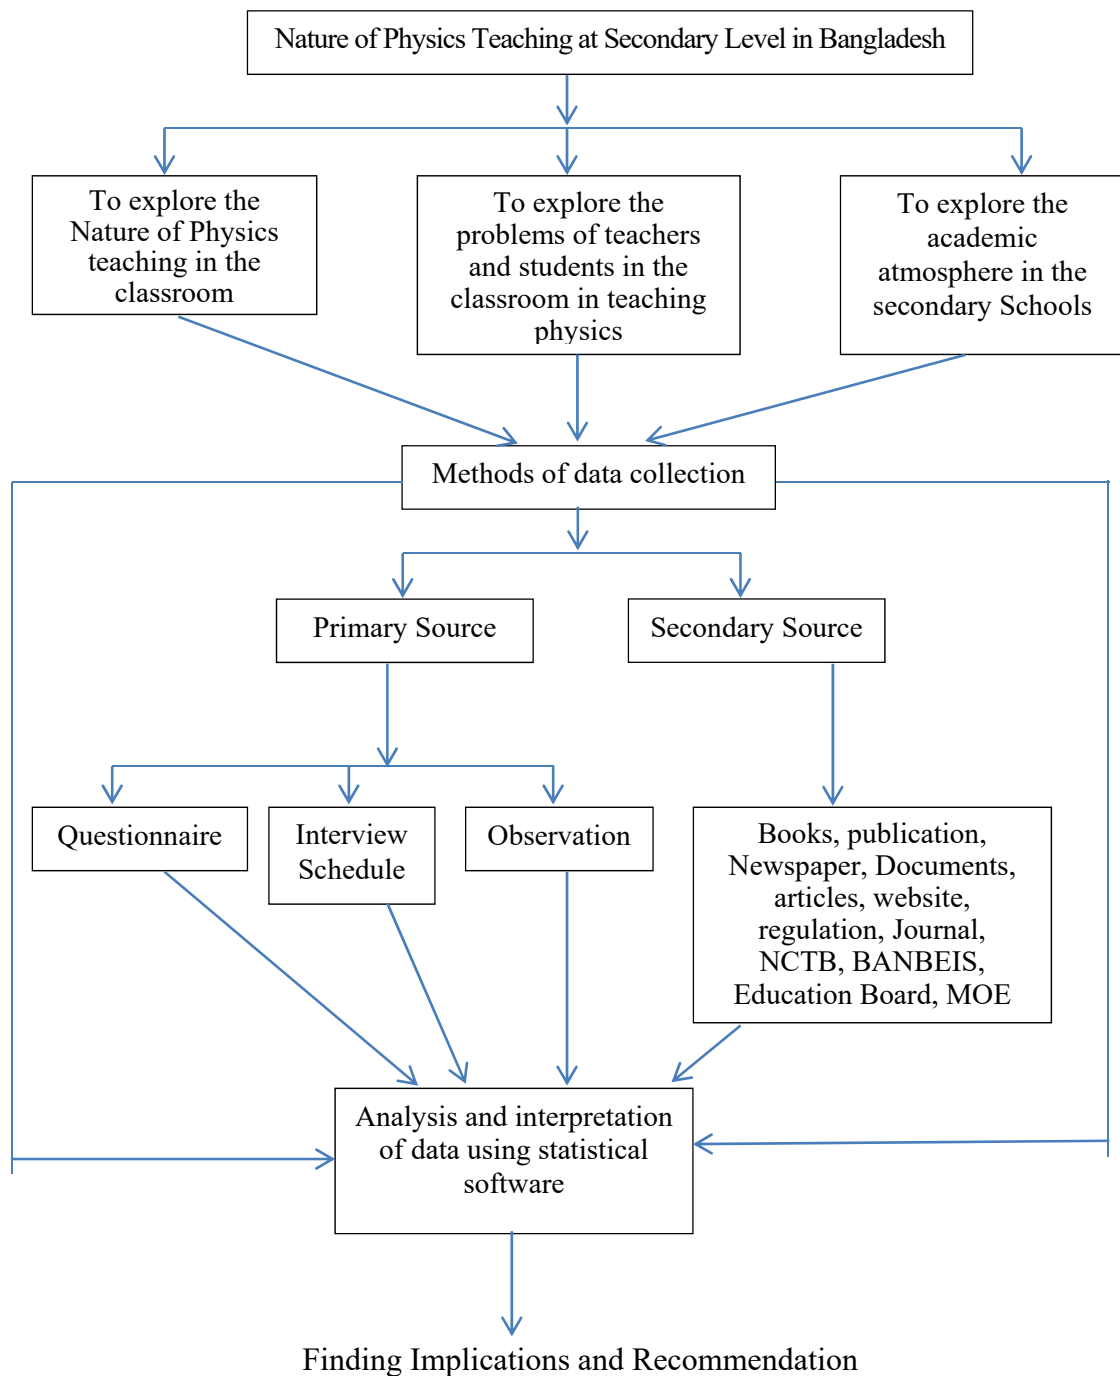 Nature of Physics Teaching at Secondary Level in Bangladesh
To explore the
Nature of Physics
teaching in the
classroom
To explore the
problems of teachers
and students in the
classroom in teaching
physics
To explore the
academic
atmosphere in the
secondary Schools
Methods of data collection
Primary Source
Secondary Source
Questionnaire
Interview
Schedule
Observation
Books, publication,
Newspaper, Documents,
articles, website,
regulation, Journal,
NCTB, BANBEIS,
Education Board, MOE
Analysis and interpretation
of data using statistical
software
Finding Implications and Recommendation